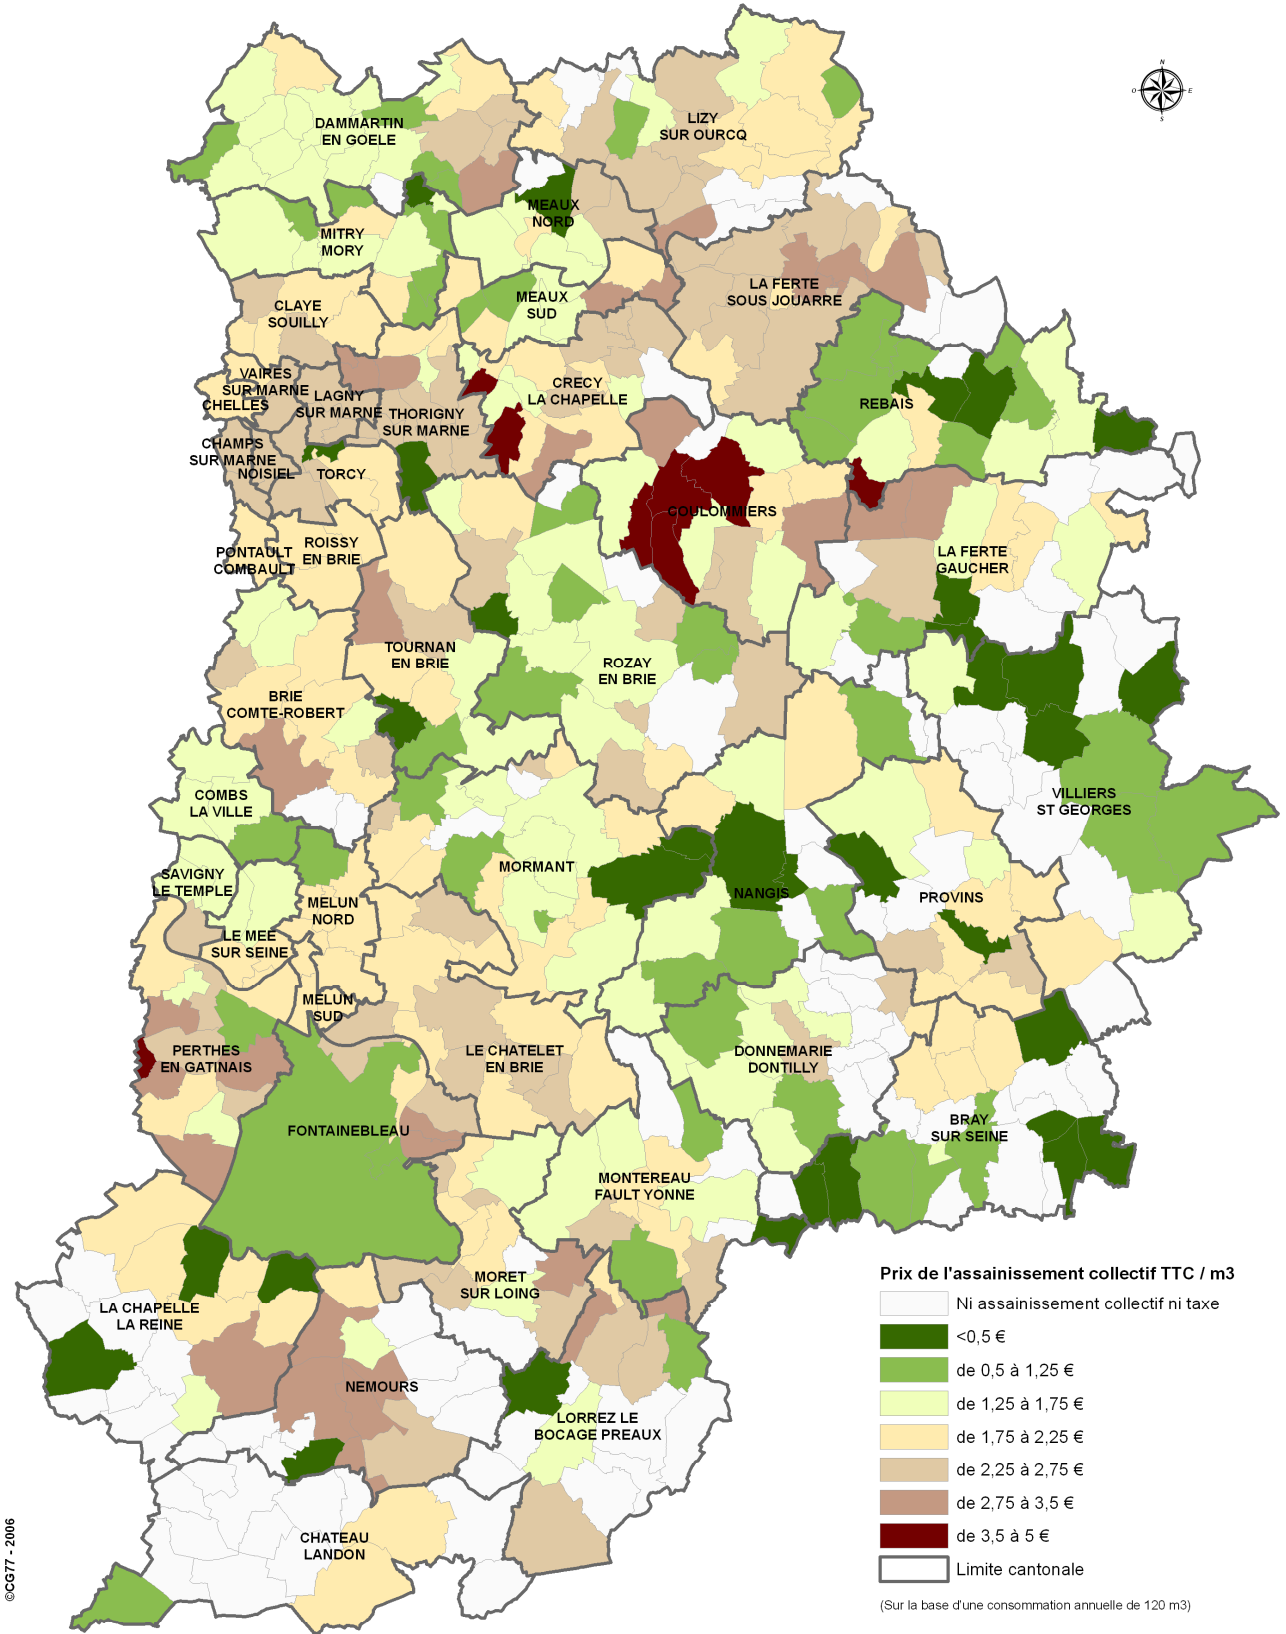 N
O
E
S
DAMMARTIN
EN GOELE
LIZY
SUR OURCQ
MEAUX
NORD
MITRY
MORY
CLAYE
SOUILLY
MEAUX
SUD
LA FERTE
SOUS JOUARRE
VAIRES
SUR MARNE
CHELLES
LAGNY
SUR MARNE
THORIGNY
SUR MARNE
CRECY
LA CHAPELLE
REBAIS
CHAMPS
SUR MARNE
NOISIEL
TORCY
COULOMMIERS
PONTAULT
COMBAULT
ROISSY
EN BRIE
LA FERTE
GAUCHER
TOURNAN
EN BRIE
ROZAY
EN BRIE
BRIE
COMTE-ROBERT
COMBS
LA VILLE
VILLIERS
ST GEORGES
SAVIGNY
LE TEMPLE
MORMANT
NANGIS
PROVINS
MELUN
NORD
LE MEE
SUR SEINE
MELUN
SUD
PERTHES
EN GATINAIS
LE CHATELET
EN BRIE
DONNEMARIE
DONTILLY
FONTAINEBLEAU
BRAY
SUR SEINE
MONTEREAU
FAULT YONNE
MORET
SUR LOING
LA CHAPELLE
LA REINE
NEMOURS
LORREZ LE
BOCAGE PREAUX
CHATEAU
LANDON
Prix de l'assainissement collectif TTC / m3
Ni assainissement collectif ni taxe
<0,5 €
de 0,5 à 1,25 €
de 1,25 à 1,75 €
de 1,75 à 2,25 €
de 2,25 à 2,75 €
de 2,75 à 3,5 €
de 3,5 à 5 €
Limite cantonale
(Sur la base d'une consommation annuelle de 120 m3)
©CG77 - 2006